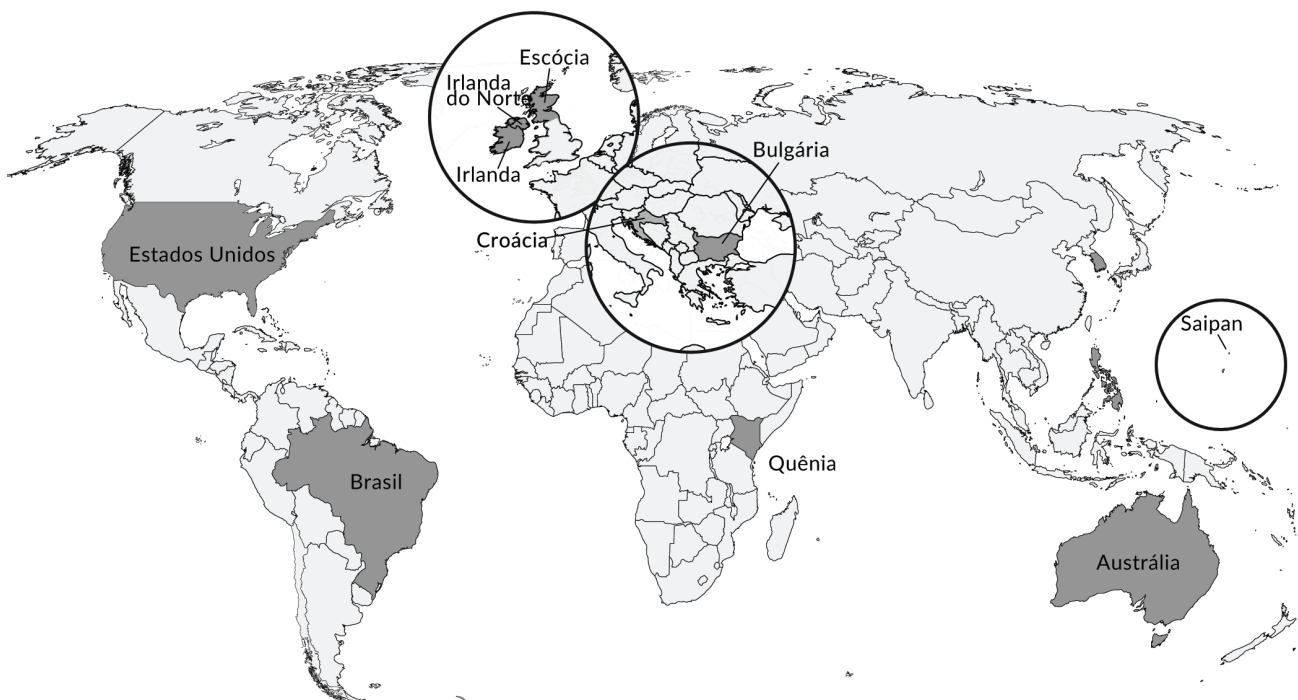 Escócia
Irlanda
do Norte
Irlanda
Bulgária
Croácia
Estados Unidos
Saipan
Brasil
Quênia
Austrália